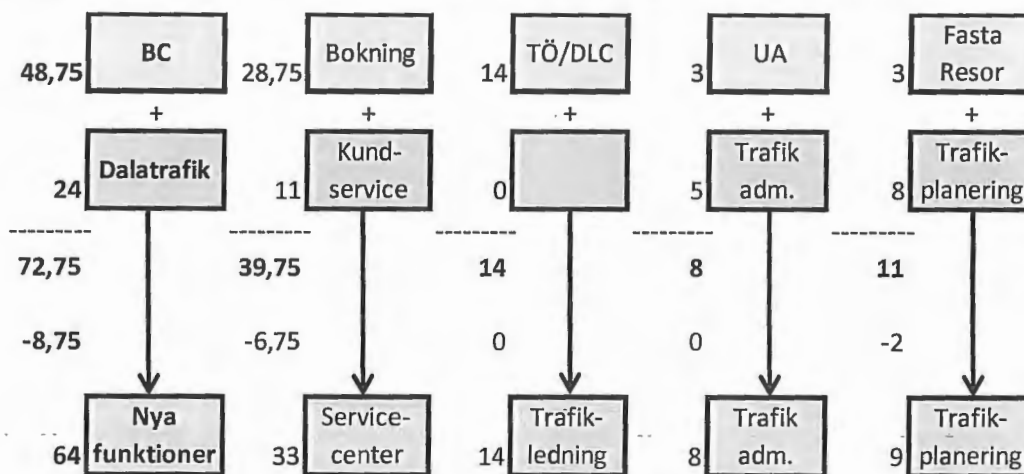 48,75 BC 28,75 Bokning 14 TÖ/DLC 3 UA 3 Fasta Resor
+ + + + +
24 Dalatrafik 11 Kund-service 0 5 Trafik adm. 8 Trafik-planering
---------- ---------- ---------- ---------- ----------
72,75 39,75 14 8 11
-8,75 -6,75 0 0 -2
64 Nya funktioner 33 Service-center 14 Trafik-ledning 8 Trafik adm. 9 Trafik-planering